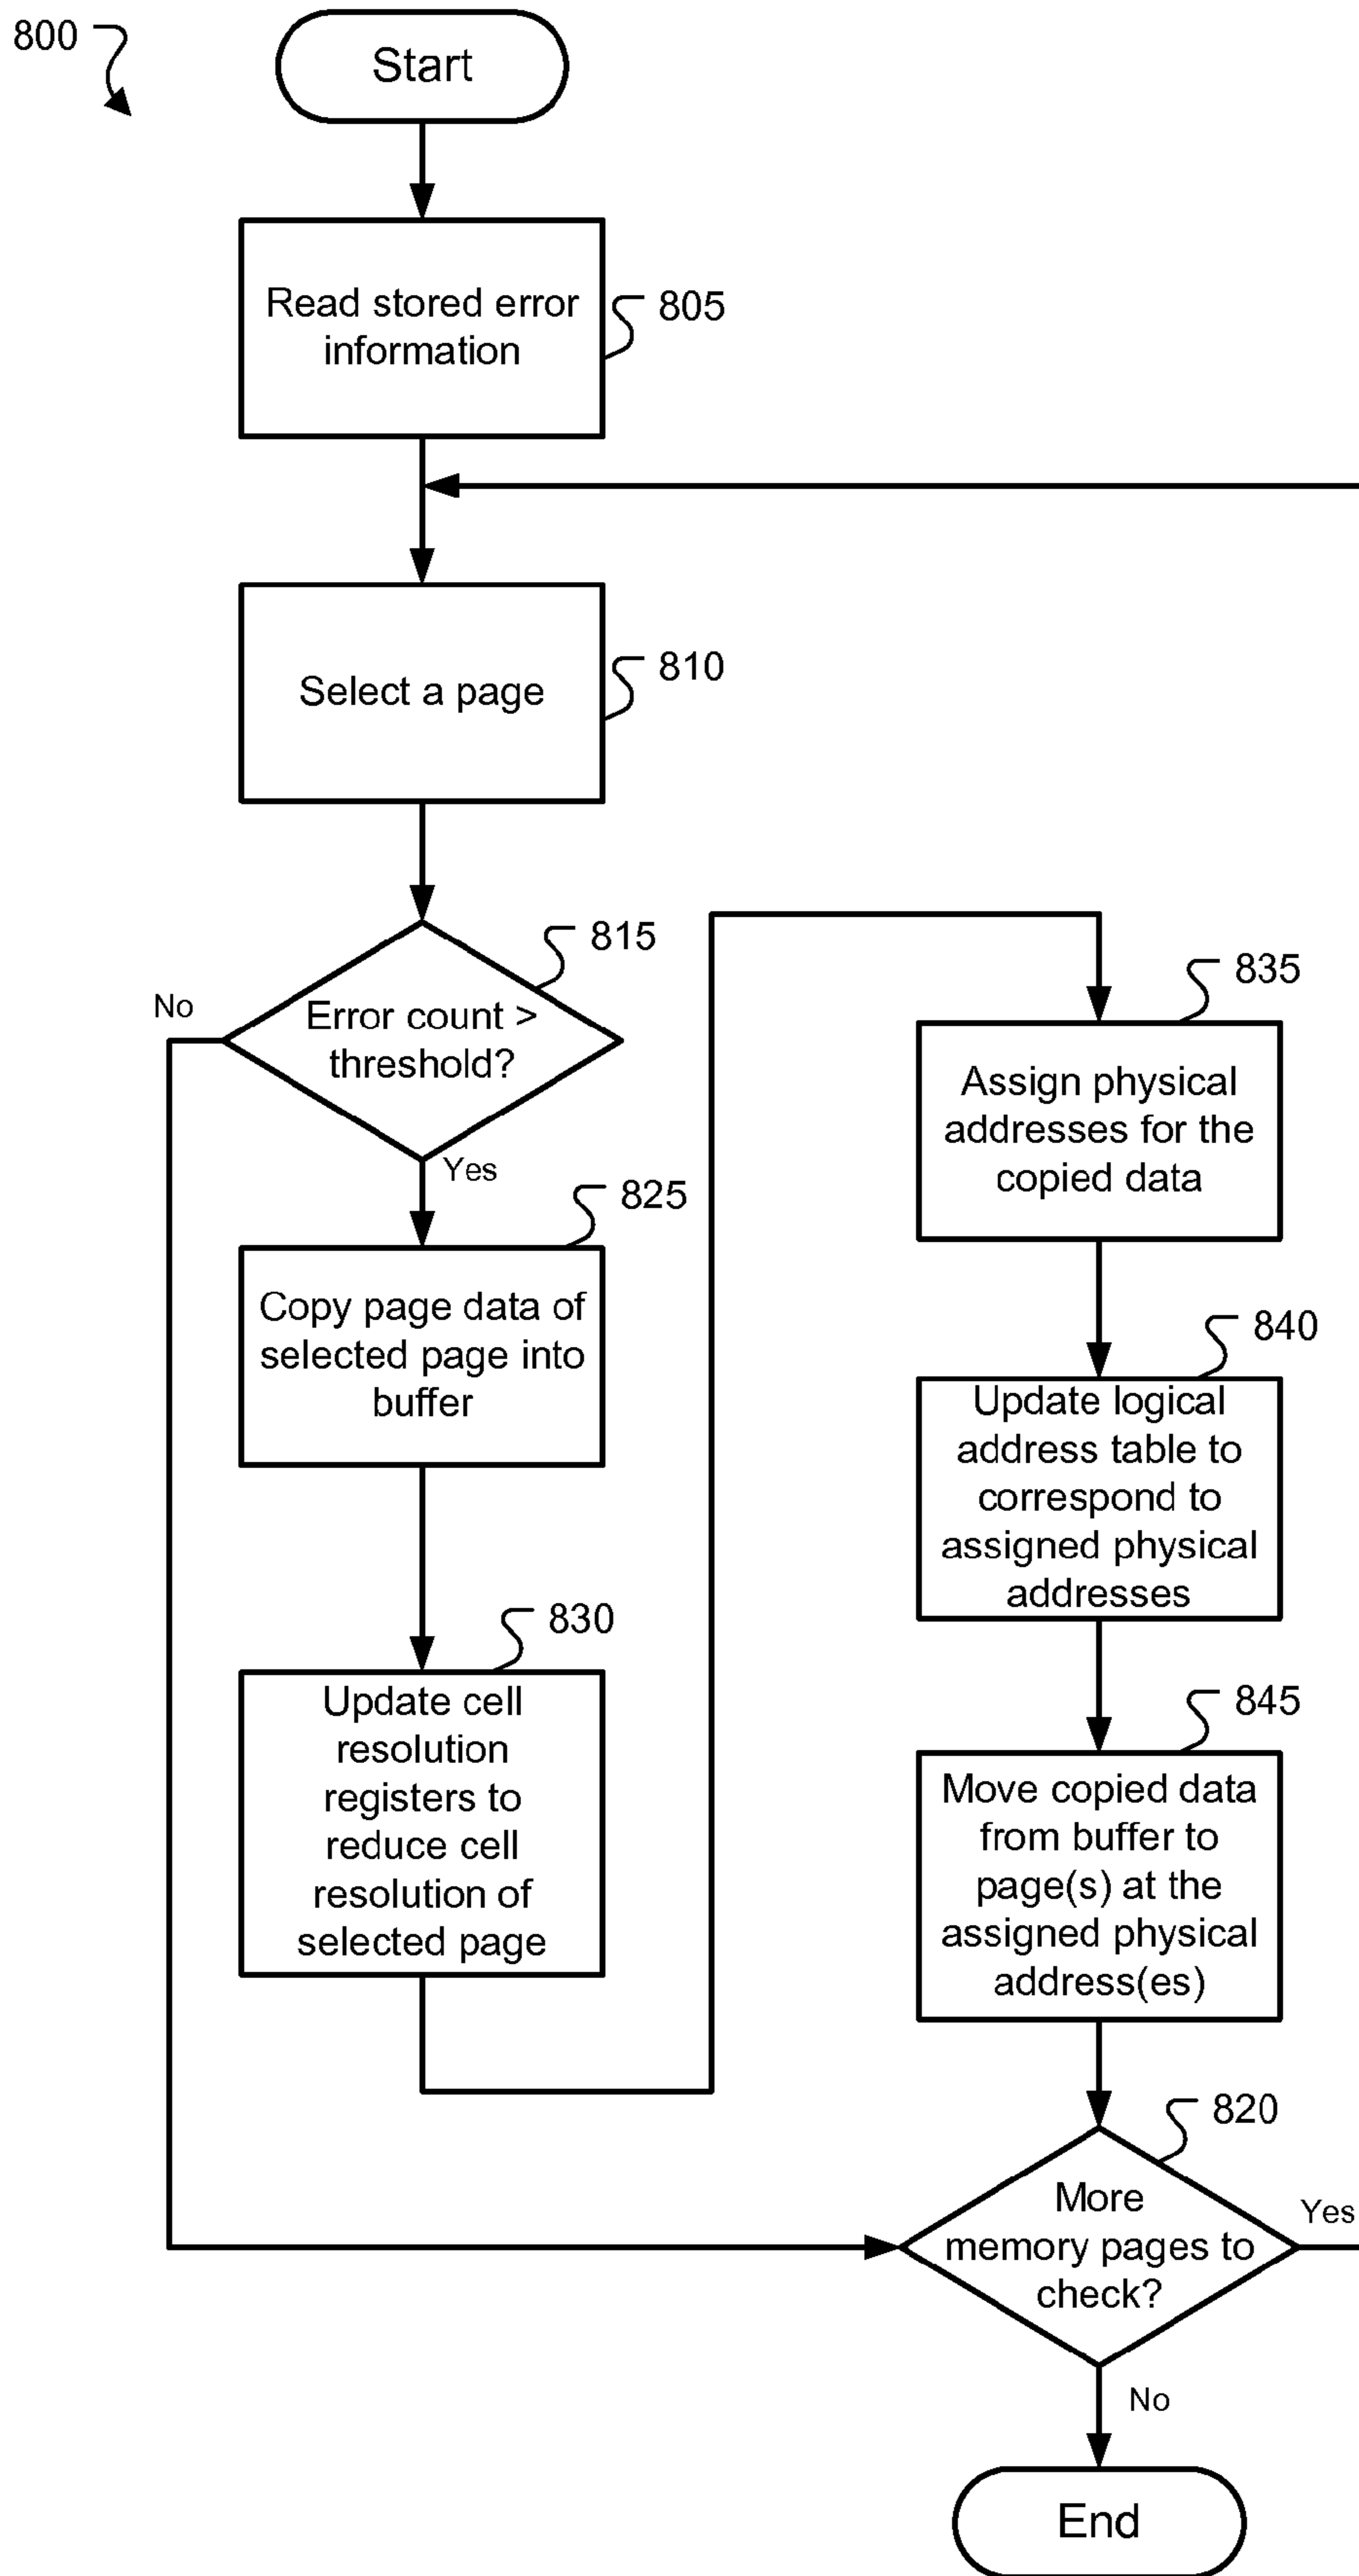 800
Start
Read stored error
information
805
Select a page
810
815
Error count >
threshold?
No
Yes
825
Copy page data of
selected page into
buffer
830
Update cell
resolution
registers to
reduce cell
resolution of
selected page
835
Assign physical
addresses for the
copied data
840
Update logical
address table to
correspond to
assigned physical
addresses
845
Move copied data
from buffer to
page(s) at the
assigned physical
address(es)
820
More
memory pages to
check?
Yes
No
End